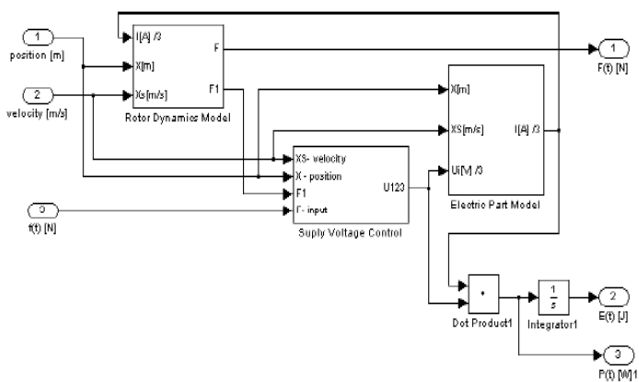 1
position [m]
2
velocity [m/s]
3
f(t) [N]
I[A] /3
X[m]
Xs[m/s]
F
F1
Rotor Dynamics Model
XS- velocity
X - position
F1
F- input
U123
Suply Voltage Control
X[m]
XS[m/s]
Ui[V] /3
I[A] /3
Electric Part Model
1
F(t) [N]
Dot Product1
1
s
Integrator1
2
E(t) [J]
3
P(t) [W]1